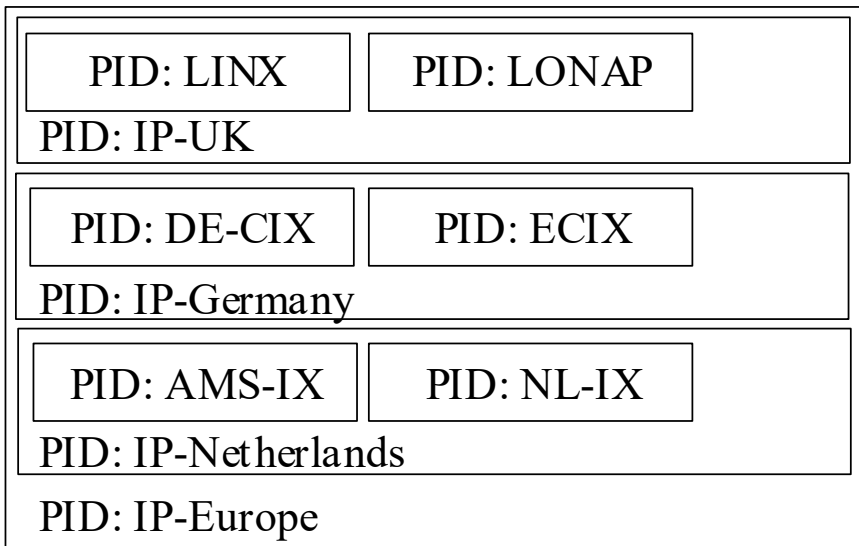 PID: LINX PID: LONAP
PID: IP-UK
PID: DE-CIX PID: ECIX
PID: IP-Germany
PID: AMS-IX PID: NL-IX
PID: IP-Netherlands
PID: IP-Europe